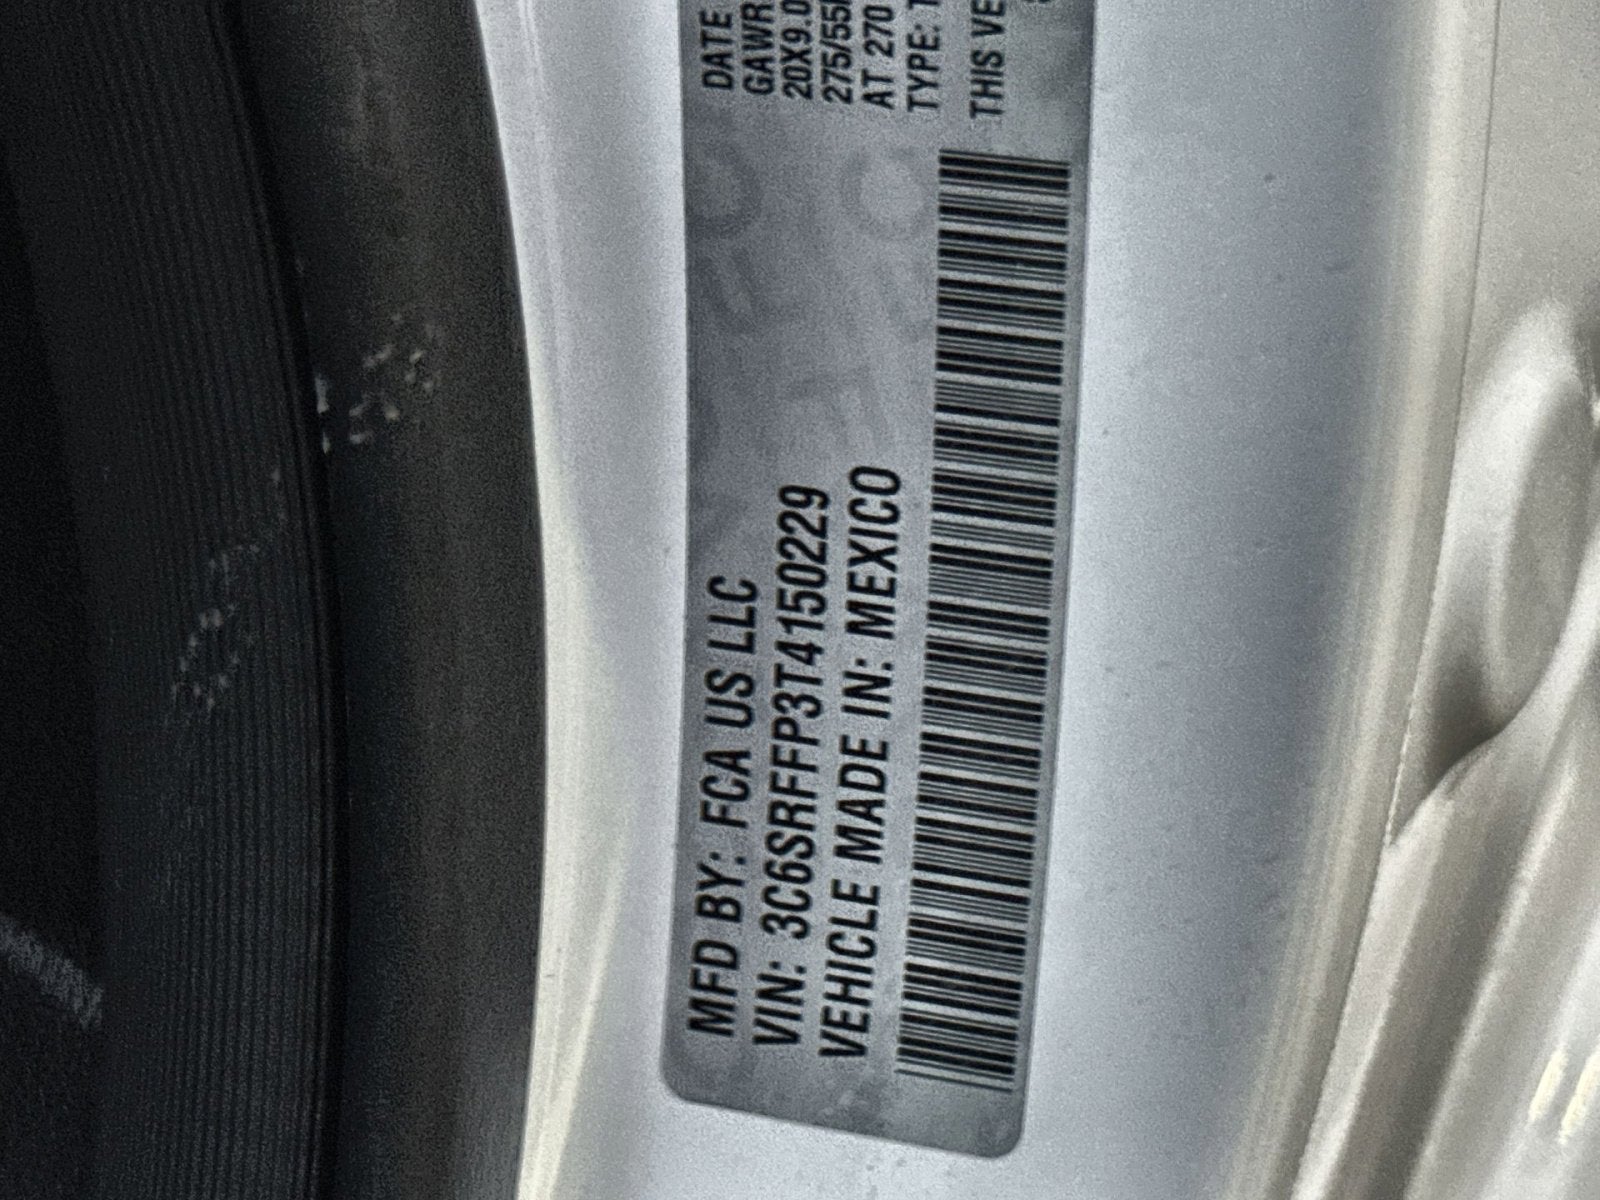 MFD BY: FCA US LLC
VIN: 3C6SRFFP3T4150229
VEHICLE MADE IN: MEXICO
DATE
GAWR
20X9.0
275/55
AT 270
TYPE:
THIS VE